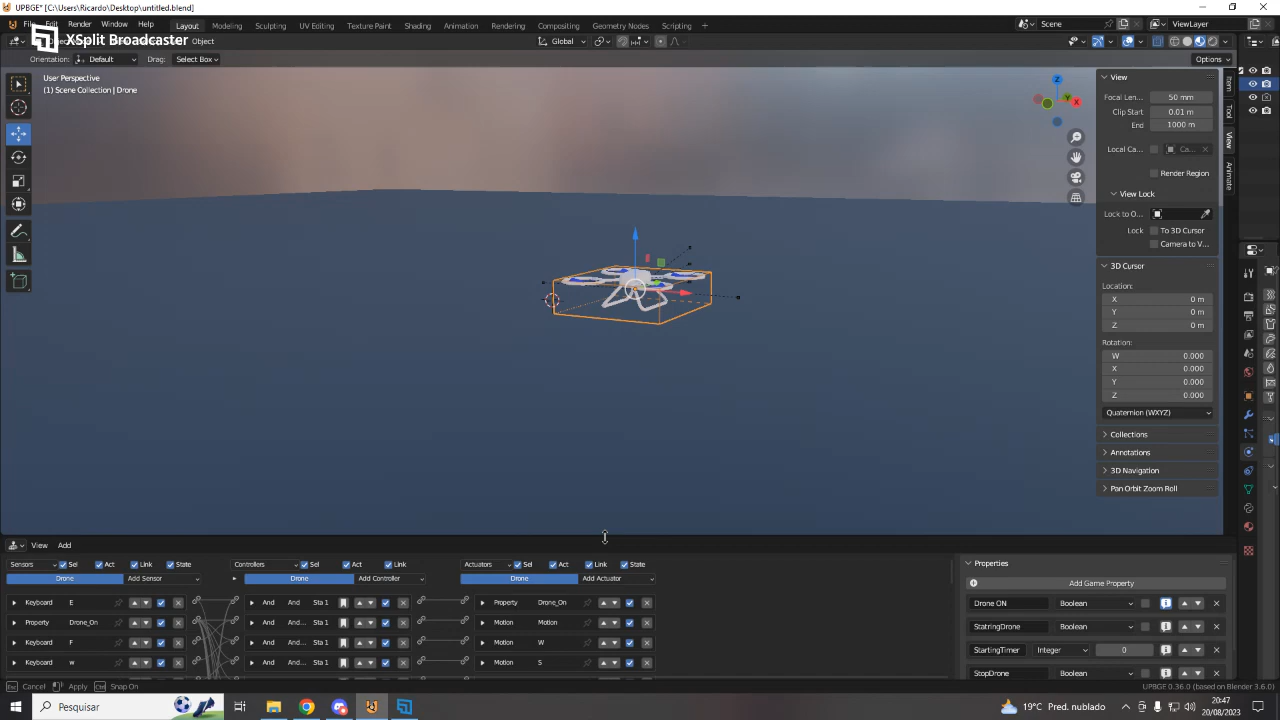 UPBGE* [C:\Users\Ricardo\Desktop\untitled.blend]
File Edit Render Window Help Layout Modeling Sculpting UV Editing Texture Paint Shading Animation Rendering Compositing Geometry Nodes Scripting Scene ViewLayer
XSplit Broadcaster
Object Global
Orientation: Default Drag: Select Box Options
User Perspective
(1) Scene Collection | Drone
Z
Y
X
View
Focal Len... 50 mm
Clip Start 0.01 m
End 1000 m
Local Ca... Ca...
Render Region
View Lock
Lock to O...
Lock To 3D Cursor
Camera to V...
3D Cursor
Location:
X 0 m
Y 0 m
Z 0 m
Rotation:
W 0.000
X 0.000
Y 0.000
Z 0.000
Quaternion (WXYZ)
Collections
Annotations
3D Navigation
Pan Orbit Zoom Roll
Item
Tool
View
Animate
View Add
Sensors Sel Act Link State Controllers Sel Act Link Actuators Sel Act Link State
Drone Add Sensor Drone Add Controller Drone Add Actuator
Keyboard E And And Sta 1 Property Drone_On
Property Drone_On And And... Sta 1 Motion Motion
Keyboard F And And... Sta 1 Motion W
Keyboard w And And... Sta 1 Motion S
Properties
Add Game Property
Drone ON Boolean
StatringDrone Boolean
StartingTimer Integer 0
StopDrone Boolean
Esc Cancel Apply Ctrl Snap On UPBGE 0.36.0 (based on Blender 3.6.0)
Pesquisar 19°C Pred. nublado 20:47
20/08/2023